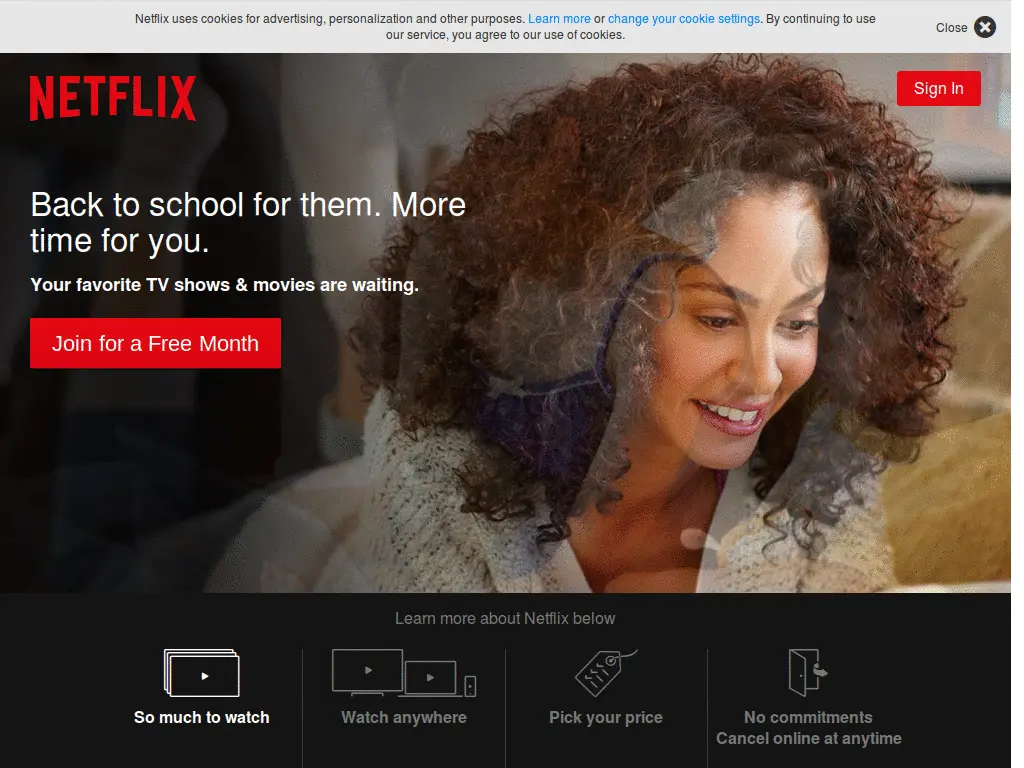 Netflix uses cookies for advertising, personalization and other purposes. Learn more or change your cookie settings. By continuing to use
our service, you agree to our use of cookies.
Close
NETFLIX
Sign In
Back to school for them. More
time for you.
Your favorite TV shows & movies are waiting.
Join for a Free Month
Learn more about Netflix below
So much to watch
Watch anywhere
Pick your price
No commitments
Cancel online at anytime